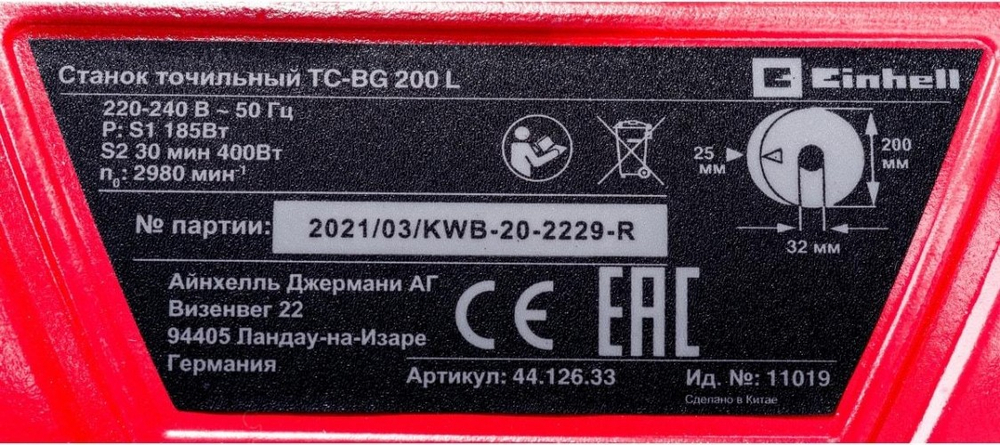 Станок точильный TC-BG 200 L
Einhell
220-240 В ~ 50 Гц
P: S1 185Вт
S2 30 мин 400Вт
n₀: 2980 мин⁻¹
25 мм
200 мм
32 мм
№ партии: 2021/03/KWB-20-2229-R
Айнхелль Джермани АГ
Визенвег 22
94405 Ландау-на-Изаре
Германия
CE EAC
Артикул: 44.126.33
Ид. №: 11019
Сделано в Китае